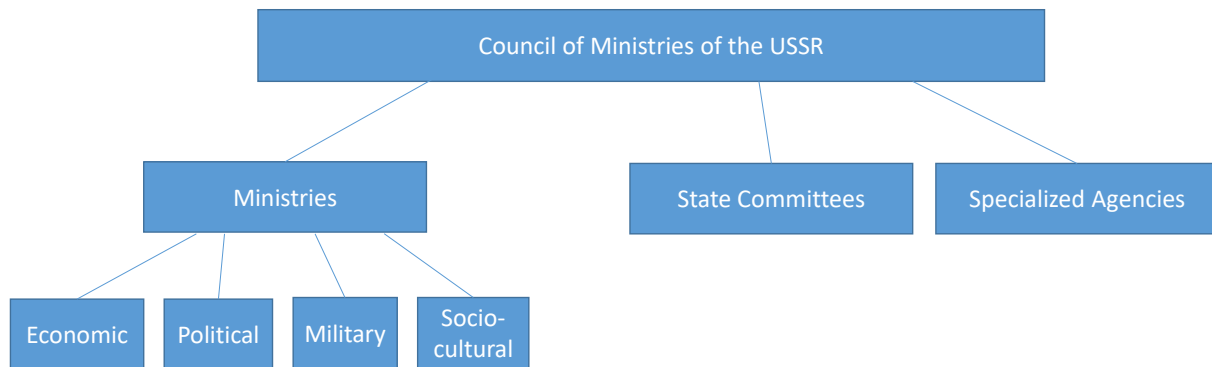 Council of Ministries of the USSR
Ministries
State Committees
Specialized Agencies
Economic
Political
Military
Socio-
cultural